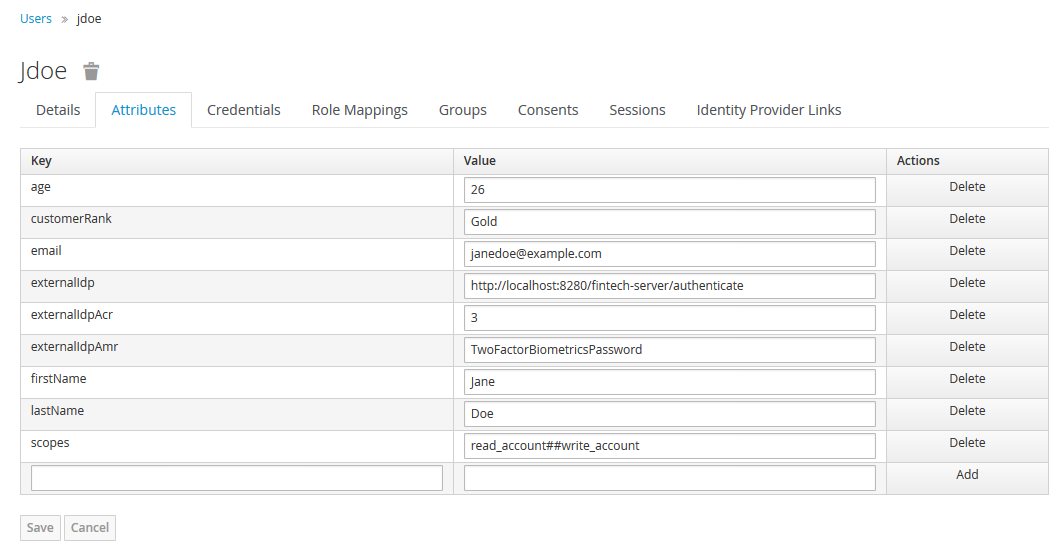 Users » jdoe
Jdoe
Details Attributes Credentials Role Mappings Groups Consents Sessions Identity Provider Links
Key Value Actions
age 26 Delete
customerRank Gold Delete
email janedoe@example.com Delete
externalIdp http://localhost:8280/fintech-server/authenticate Delete
externalIdpAcr 3 Delete
externalIdpAmr TwoFactorBiometricsPassword Delete
firstName Jane Delete
lastName Doe Delete
scopes read_account##write_account Delete
Add
Save Cancel